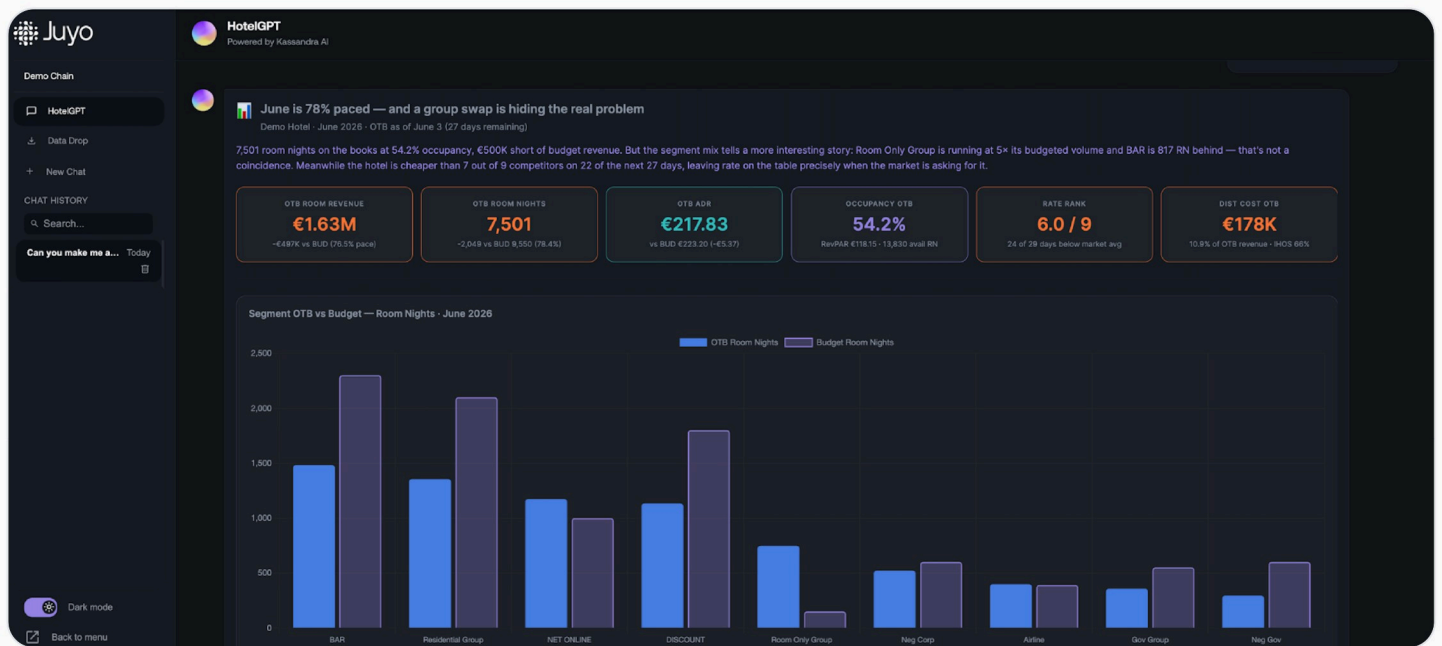 Juyo
HotelGPT
Powered by Kassandra AI
Demo Chain
HotelGPT
Data Drop
New Chat
CHAT HISTORY
Search...
Can you make me a... Today
Dark mode
Back to menu
June is 78% paced — and a group swap is hiding the real problem
Demo Hotel · June 2026 · OTB as of June 3 (27 days remaining)
7,501 room nights on the books at 54.2% occupancy, €500K short of budget revenue. But the segment mix tells a more interesting story: Room Only Group is running at 5× its budgeted volume and BAR is 817 RN behind — that's not a
coincidence. Meanwhile the hotel is cheaper than 7 out of 9 competitors on 22 of the next 27 days, leaving rate on the table precisely when the market is asking for it.
OTB ROOM REVENUE
€1.63M
−€497K vs BUD (76.5% pace)
OTB ROOM NIGHTS
7,501
-2,049 vs BUD 9,550 (78.4%)
OTB ADR
€217.83
vs BUD €223.20 (−€5.37)
OCCUPANCY OTB
54.2%
RevPAR €118.15 · 13,830 avail RN
RATE RANK
6.0 / 9
24 of 29 days below market avg
DIST COST OTB
€178K
10.9% of OTB revenue · IHOS 66%
Segment OTB vs Budget — Room Nights · June 2026
OTB Room Nights Budget Room Nights
2,500
2,000
1,500
1,000
500
0
BAR Residential Group NET ONLINE DISCOUNT Room Only Group Neg Corp Airline Gov Group Neg Gov